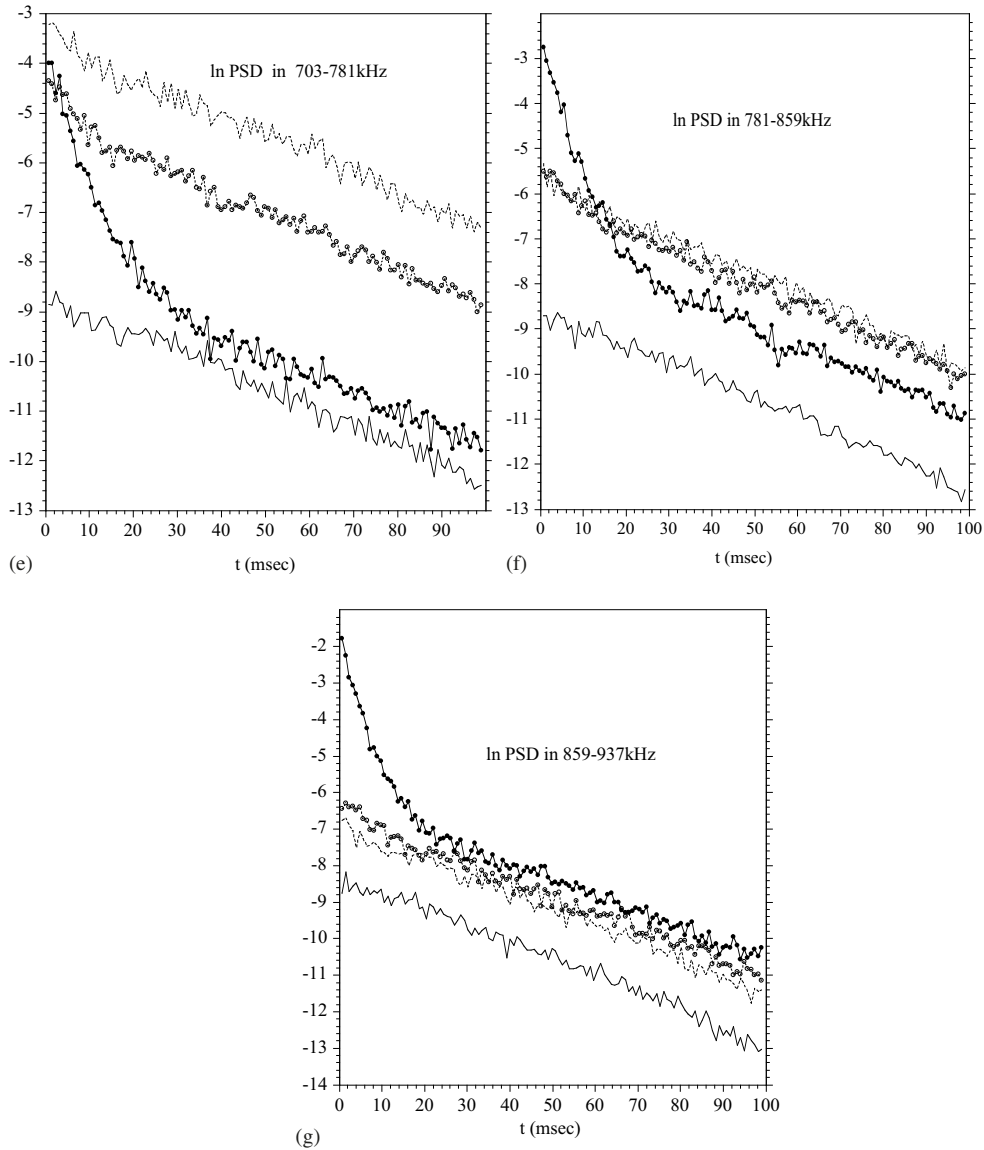 -3
-4
-5
-6
-7
-8
-9
-10
-11
-12
-13
ln PSD in 703-781kHz
0 10 20 30 40 50 60 70 80 90
t (msec)
(e)
-3
-4
-5
-6
-7
-8
-9
-10
-11
-12
-13
ln PSD in 781-859kHz
0 10 20 30 40 50 60 70 80 90 100
t (msec)
(f)
-2
-3
-4
-5
-6
-7
-8
-9
-10
-11
-12
-13
-14
ln PSD in 859-937kHz
0 10 20 30 40 50 60 70 80 90 100
t (msec)
(g)